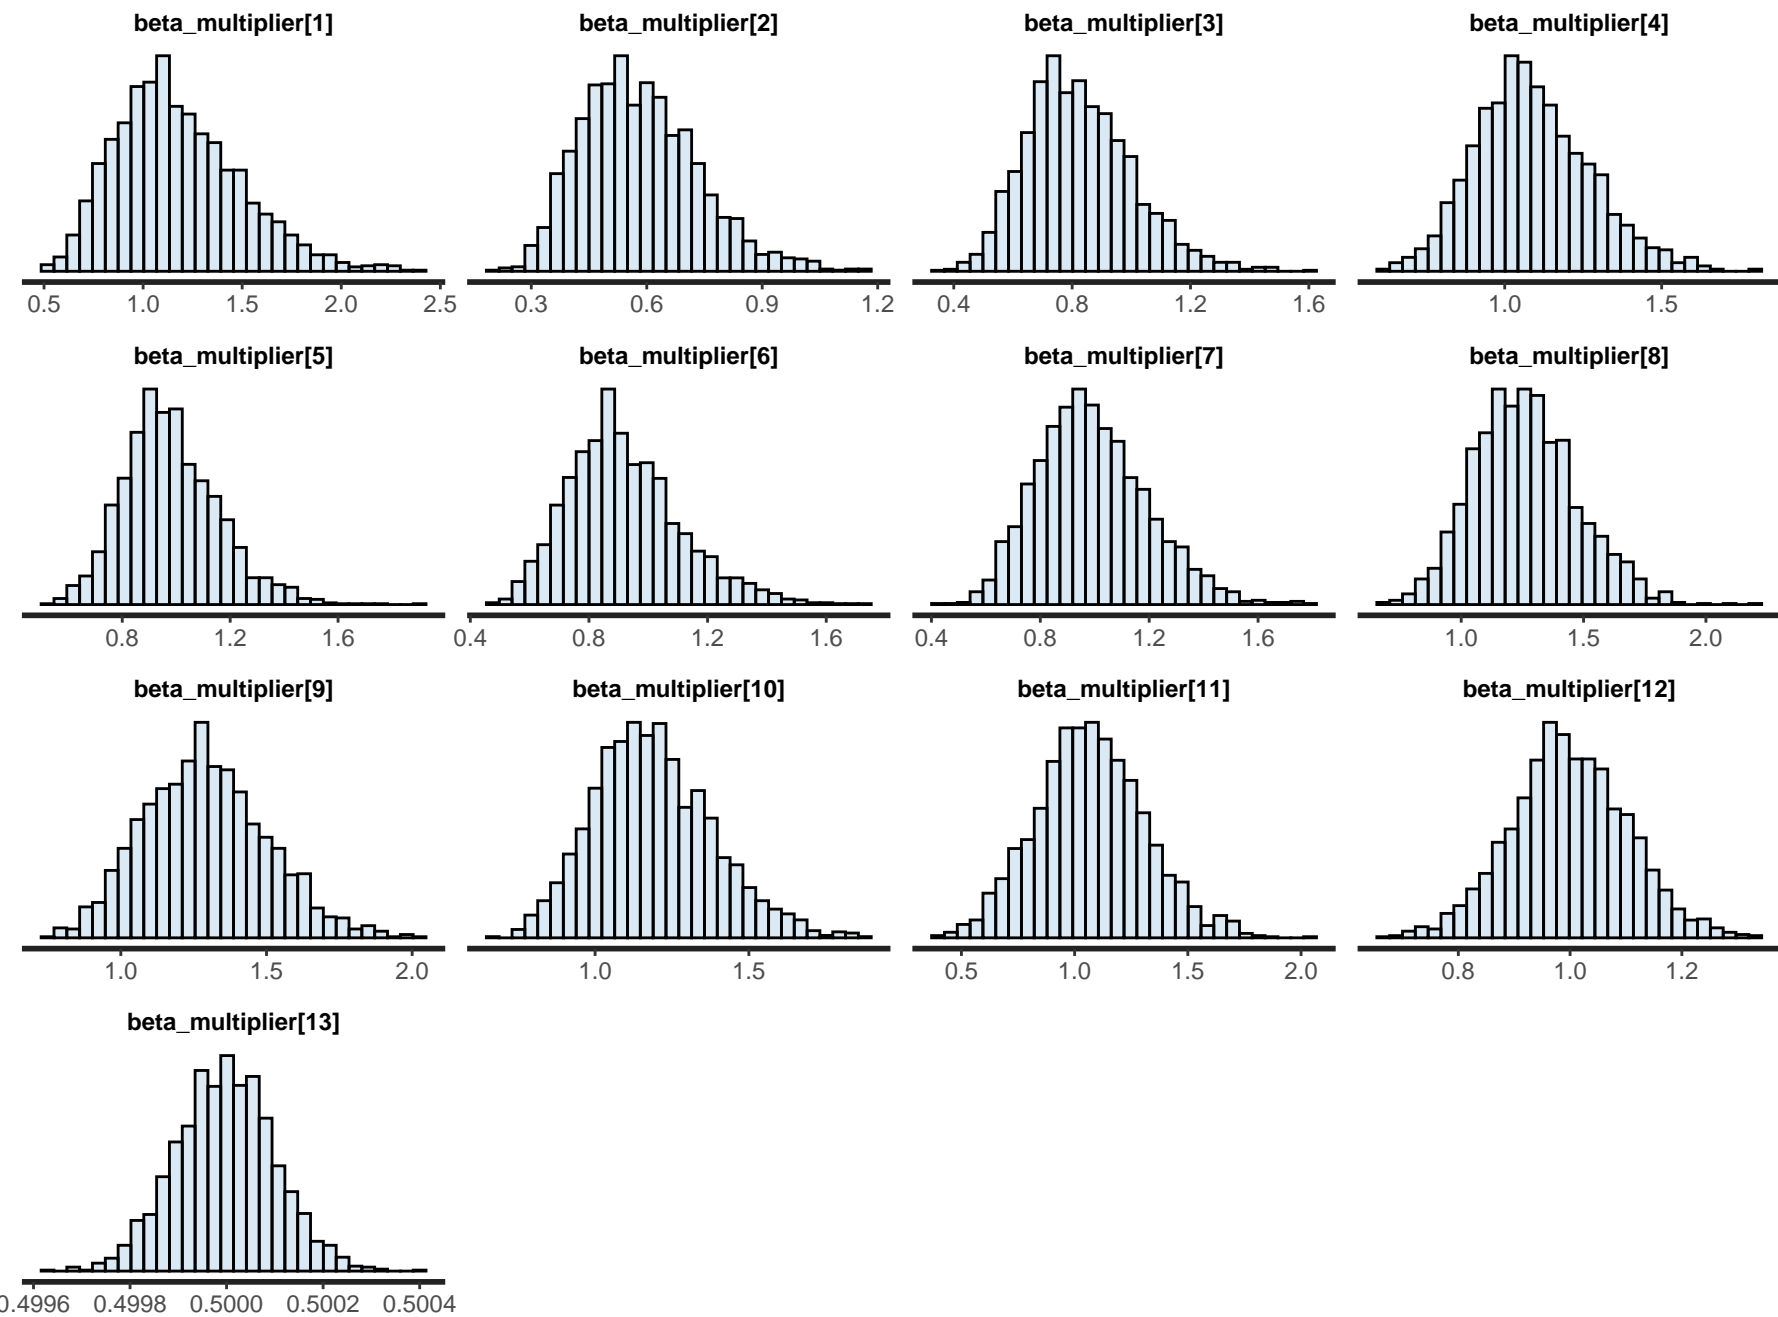 beta_multiplier[1] beta_multiplier[2] beta_multiplier[3] beta_multiplier[4]
0.5 1.0 1.5 2.0 2.5 0.3 0.6 0.9 1.2 0.4 0.8 1.2 1.6 1.0 1.5
beta_multiplier[5] beta_multiplier[6] beta_multiplier[7] beta_multiplier[8]
0.8 1.2 1.6 0.4 0.8 1.2 1.6 0.4 0.8 1.2 1.6 1.0 1.5 2.0
beta_multiplier[9] beta_multiplier[10] beta_multiplier[11] beta_multiplier[12]
1.0 1.5 2.0 1.0 1.5 0.5 1.0 1.5 2.0 0.8 1.0 1.2
beta_multiplier[13]
0.4996 0.4998 0.5000 0.5002 0.5004